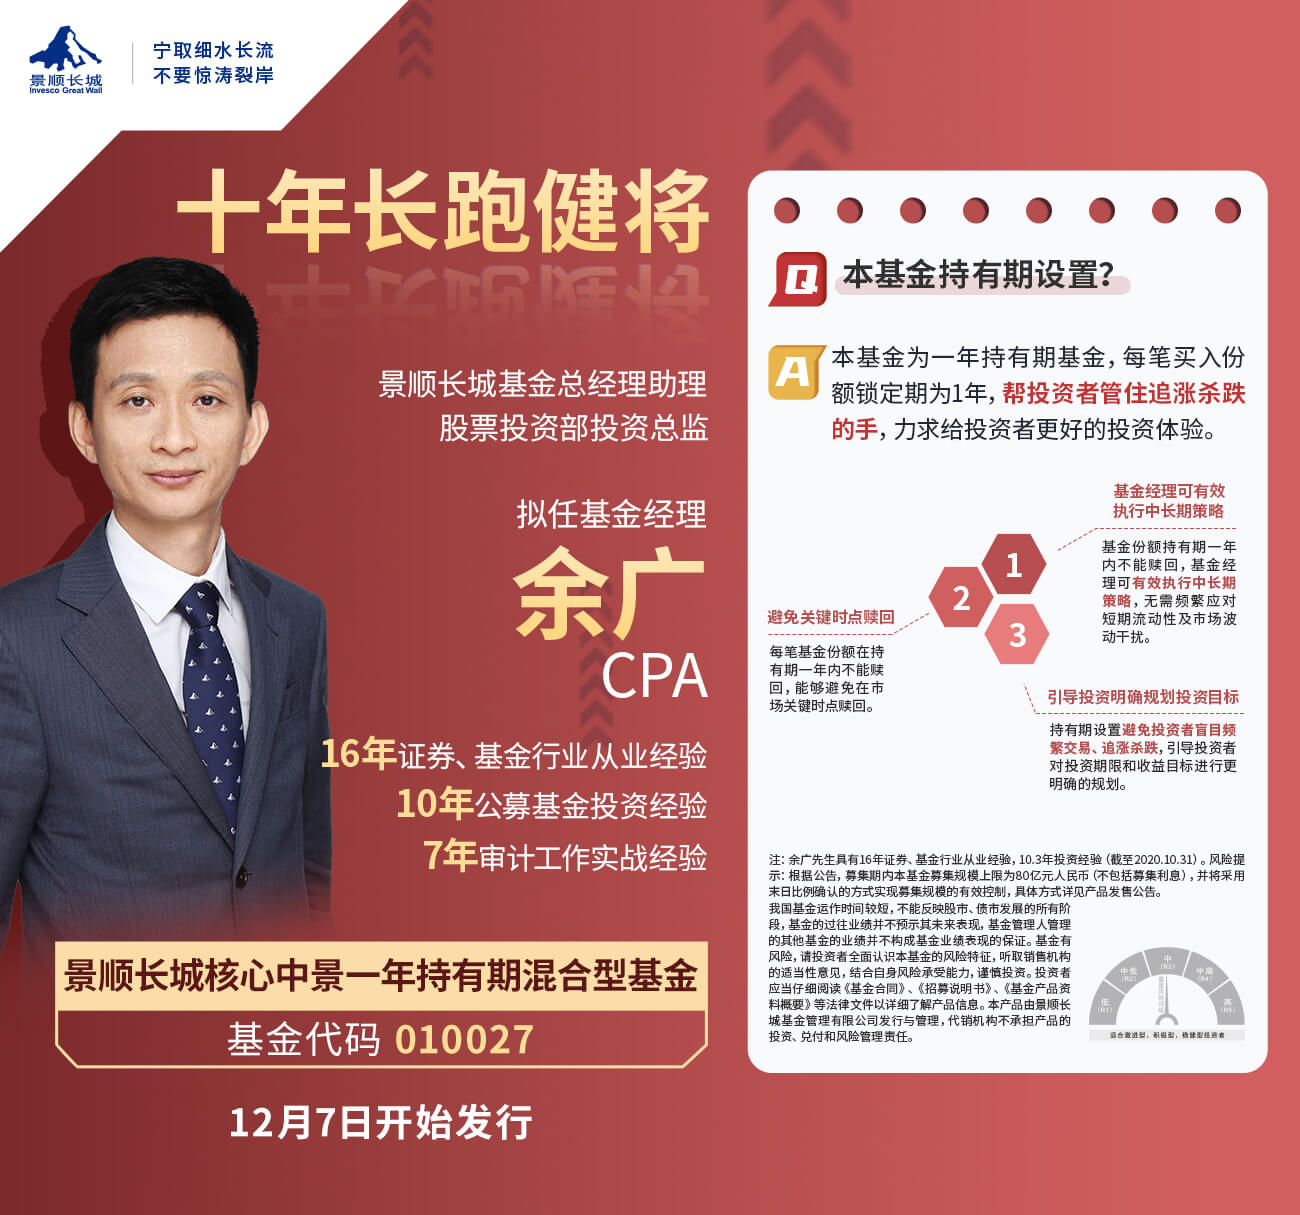 景顺长城
Invesco Great Wall
宁取细水长流
不要惊涛裂岸
十年长跑健将
景顺长城基金总经理助理
股票投资部投资总监
拟任基金经理
余广
CPA
16年证券、基金行业从业经验
10年公募基金投资经验
7年审计工作实战经验
景顺长城核心中景一年持有期混合型基金
基金代码 010027
12月7日开始发行
Q
本基金持有期设置？
A
本基金为一年持有期基金，每笔买入份
额锁定期为1年，帮投资者管住追涨杀跌
的手，力求给投资者更好的投资体验。
1
基金经理可有效
执行中长期策略
基金份额持有期一年
内不能赎回，基金经
理可有效执行中长期
策略，无需频繁应对
短期流动性及市场波
动干扰。
2
避免关键时点赎回
每笔基金份额在持
有期一年内不能赎
回，能够避免在市
场关键时点赎回。
3
引导投资明确规划投资目标
持有期设置避免投资者盲目频
繁交易、追涨杀跌，引导投资者
对投资期限和收益目标进行更
明确的规划。
注：余广先生具有16年证券、基金行业从业经验，10.3年投资经验（截至2020.10.31）。风险提
示：根据公告，募集期内本基金募集规模上限为80亿元人民币（不包括募集利息），并将采用
末日比例确认的方式实现募集规模的有效控制，具体方式详见产品发售公告。
我国基金运作时间较短，不能反映股市、债市发展的所有阶
段，基金的过往业绩并不预示其未来表现，基金管理人管理
的其他基金的业绩并不构成基金业绩表现的保证。基金有
风险，请投资者全面认识本基金的风险特征，听取销售机构
的适当性意见，结合自身风险承受能力，谨慎投资。投资者
应当仔细阅读《基金合同》、《招募说明书》、《基金产品资
料概要》等法律文件以详细了解产品信息。本产品由景顺长
城基金管理有限公司发行与管理，代销机构不承担产品的
投资、兑付和风险管理责任。
低
（R1）
中低
（R2）
中
（R3）
中高
（R4）
高
（R5）
适合激进型、积极型、稳健型投资者